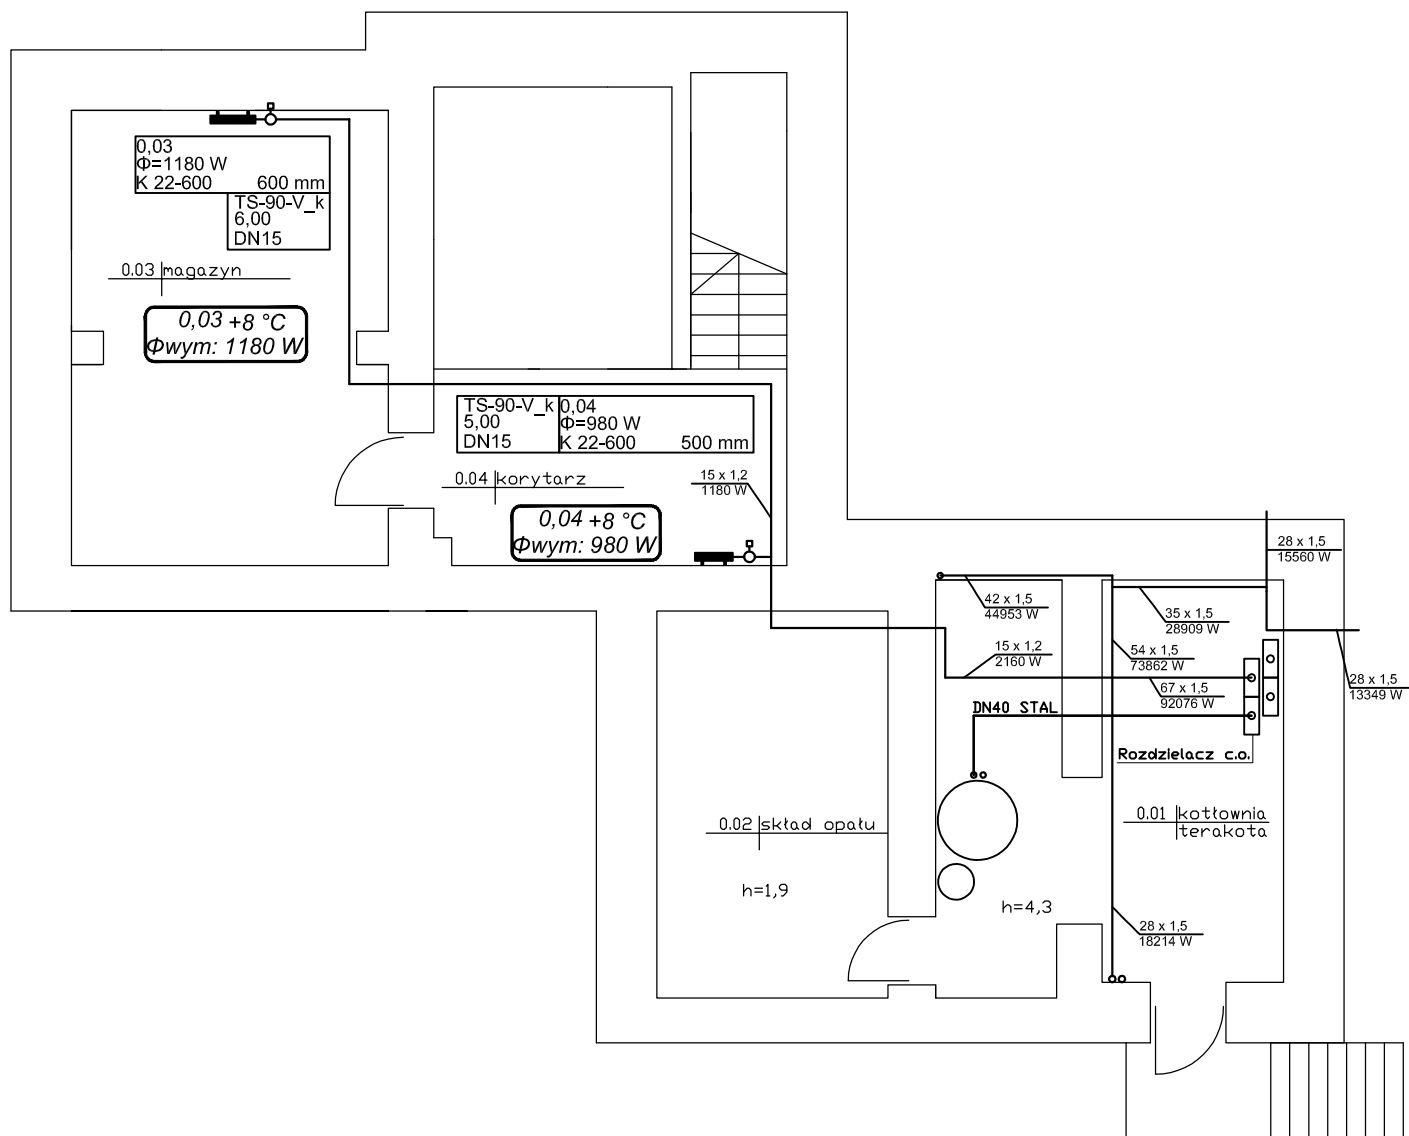 0,03
Φ=1180 W
K 22-600 600 mm
TS-90-V_k
6,00
DN15
0.03 magazyn
0,03 +8 °C
Φwym: 1180 W
TS-90-V_k
5,00
DN15
0,04
Φ=980 W
K 22-600 500 mm
0.04 korytarz
15 x 1,2
1180 W
0,04 +8 °C
Φwym: 980 W
28 x 1,5
15560 W
42 x 1,5
44953 W
35 x 1,5
28909 W
15 x 1,2
2160 W
54 x 1,5
73862 W
67 x 1,5
92076 W
28 x 1,5
13349 W
DN40 STAL
Rozdzielacz c.o.
0.02 skład opału
h=1,9
0.01 kotłownia
terakota
h=4,3
28 x 1,5
18214 W